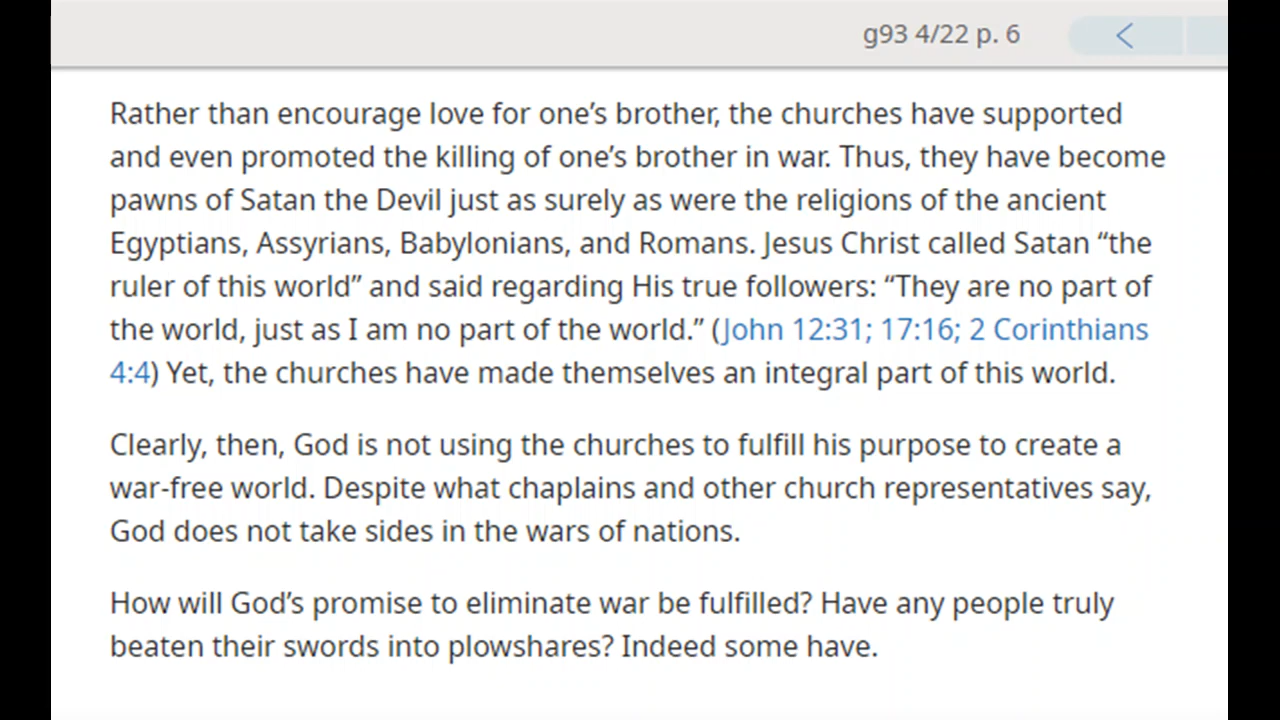 g93 4/22 p. 6
Rather than encourage love for one’s brother, the churches have supported
and even promoted the killing of one’s brother in war. Thus, they have become
pawns of Satan the Devil just as surely as were the religions of the ancient
Egyptians, Assyrians, Babylonians, and Romans. Jesus Christ called Satan “the
ruler of this world” and said regarding His true followers: “They are no part of
the world, just as I am no part of the world.” (John 12:31; 17:16; 2 Corinthians
4:4) Yet, the churches have made themselves an integral part of this world.
Clearly, then, God is not using the churches to fulfill his purpose to create a
war-free world. Despite what chaplains and other church representatives say,
God does not take sides in the wars of nations.
How will God’s promise to eliminate war be fulfilled? Have any people truly
beaten their swords into plowshares? Indeed some have.